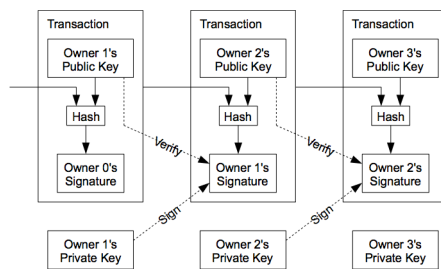 Transaction
Owner 1's
Public Key
Hash
Owner 0's
Signature
Transaction
Owner 2's
Public Key
Hash
Verify
Owner 1's
Signature
Transaction
Owner 3's
Public Key
Hash
Verify
Owner 2's
Signature
Owner 1's
Private Key
Sign
Owner 2's
Private Key
Sign
Owner 3's
Private Key